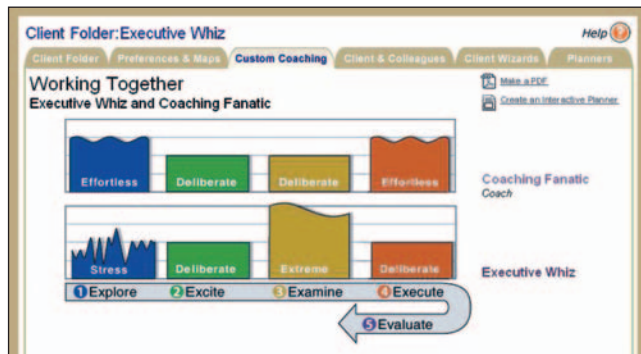 Client Folder:Executive Whiz
Help ?
Client Folder Preferences & Maps Custom Coaching Client & Colleagues Client Wizards Planners
Working Together
Executive Whiz and Coaching Fanatic
Make a PDF
Create an Interactive Planner
Effortless Deliberate Deliberate Effortless
Coaching Fanatic
Coach
Stress Deliberate Extreme Deliberate
Executive Whiz
1 Explore 2 Excite 3 Examine 4 Execute
5 Evaluate